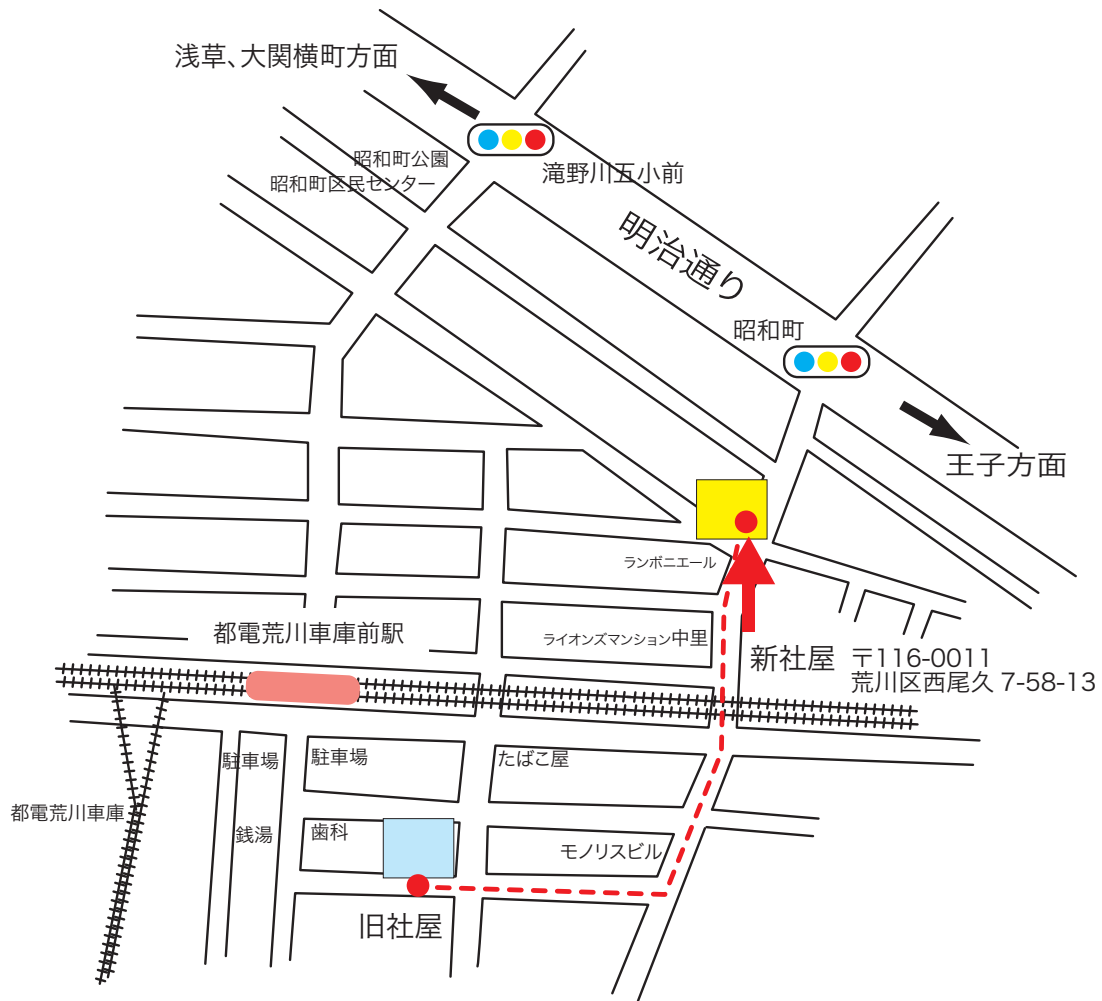 浅草、大関横町方面
昭和町公園
昭和町区民センター
滝野川五小前
明治通り
昭和町
王子方面
ランボニエール
都電荒川車庫前駅
ライオンズマンション中里
新社屋
〒116-0011
荒川区西尾久 7-58-13
駐車場
駐車場
たばこ屋
都電荒川車庫
銭湯
歯科
モノリスビル
旧社屋